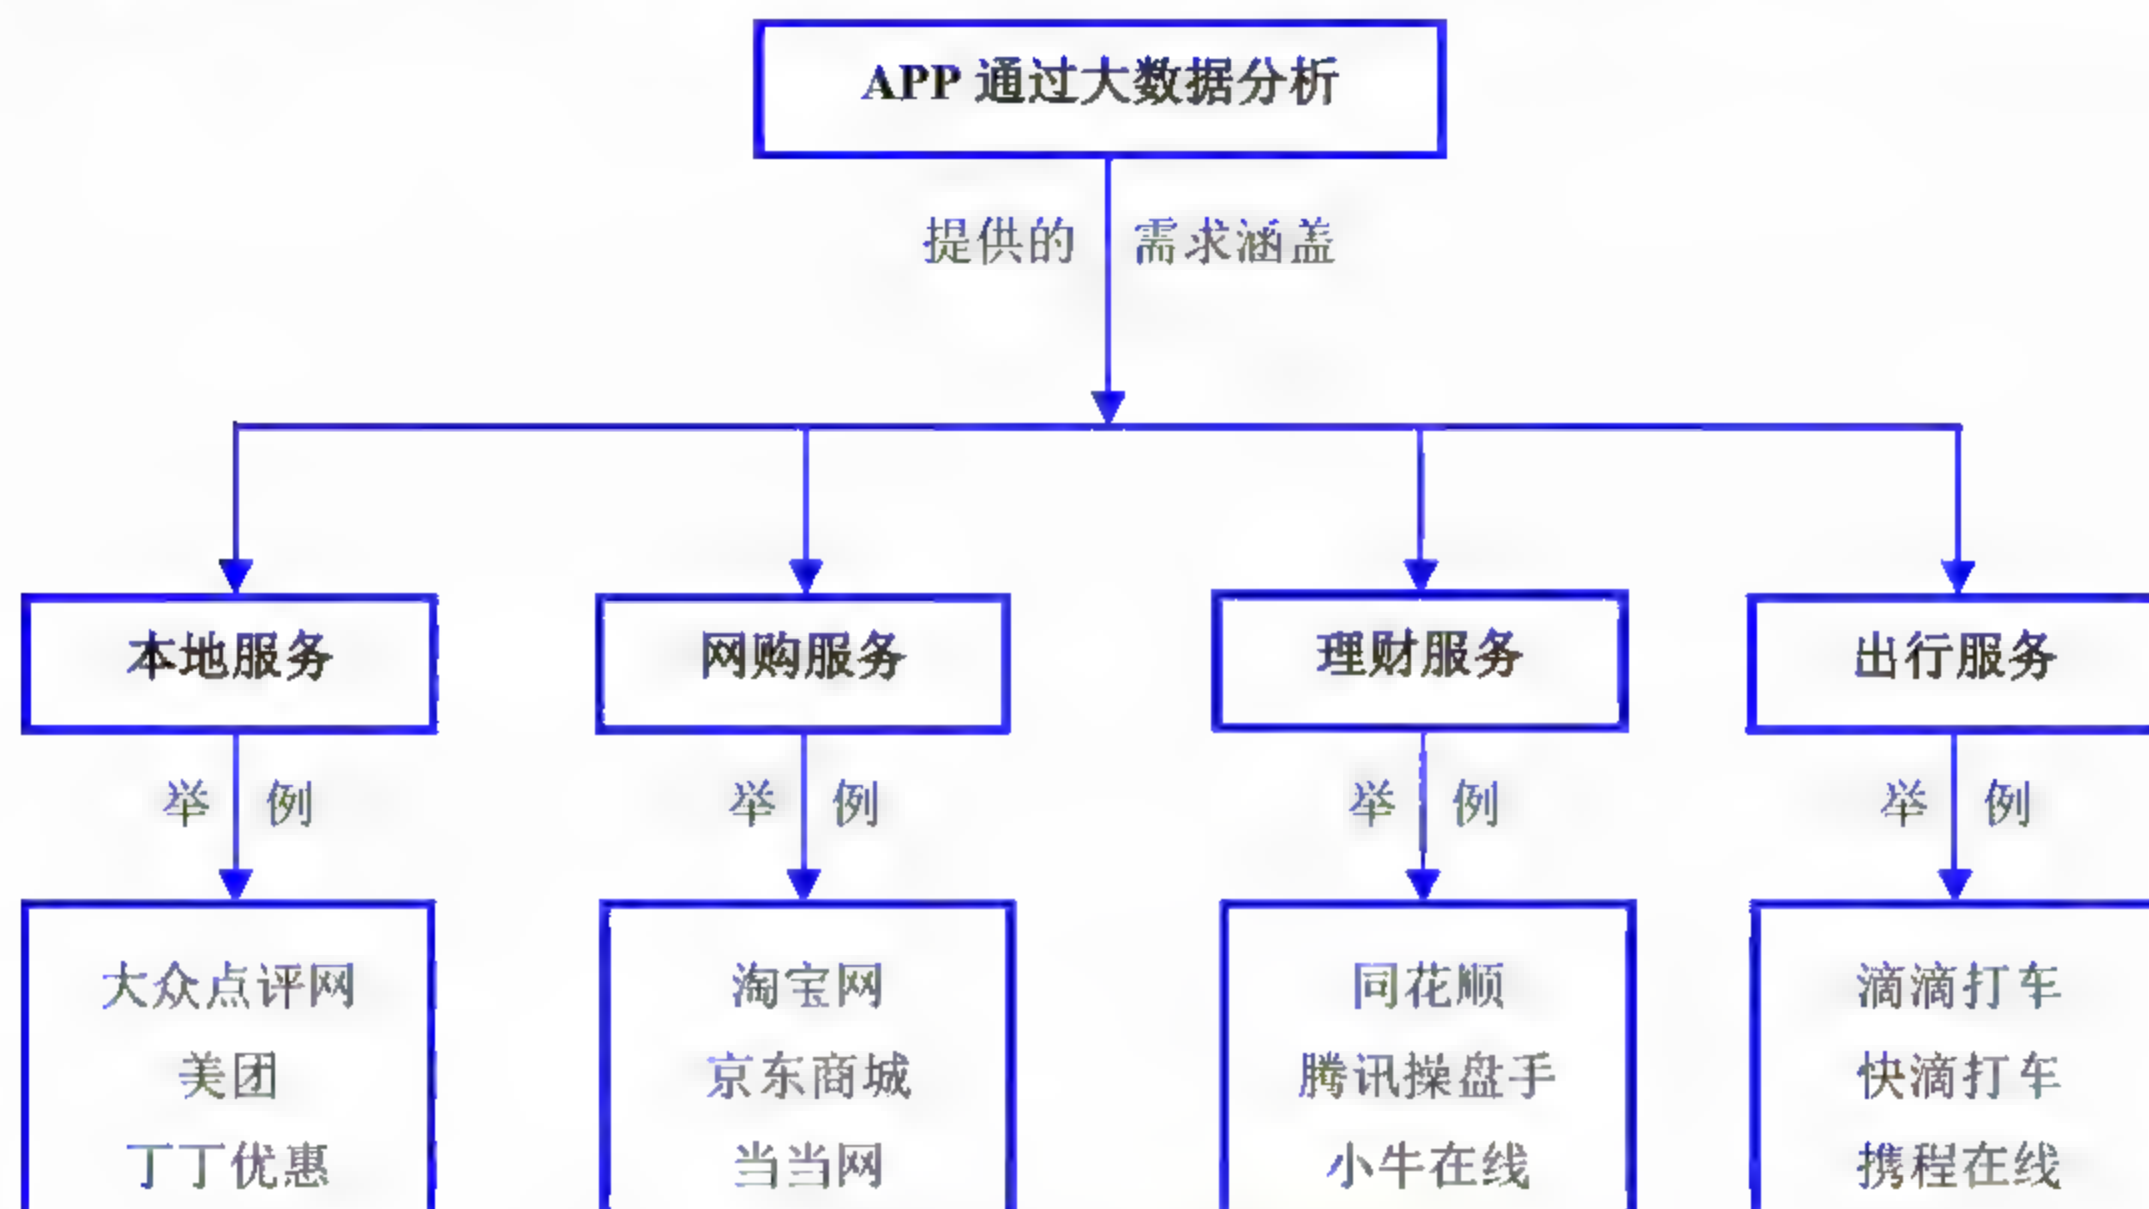 APP 通过大数据分析
提供的 需求涵盖
本地服务 网购服务 理财服务 出行服务
举 例 举 例 举 例 举 例
大众点评网 淘宝网 同花顺 滴滴打车
美团 京东商城 腾讯操盘手 快滴打车
丁丁优惠 当当网 小牛在线 携程在线